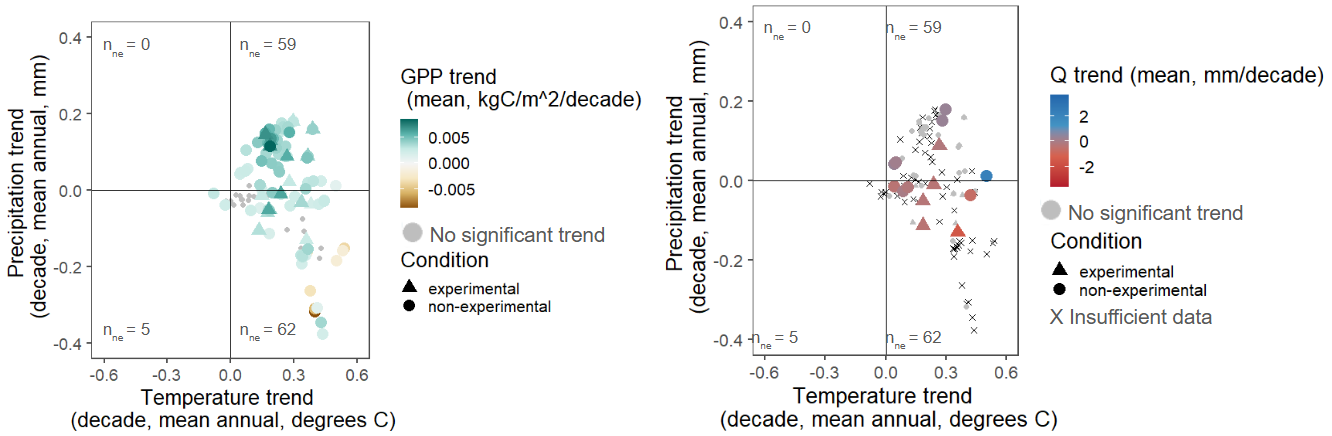 n_ne = 0
n_ne = 59
0.4
0.2
0.0
-0.2
-0.4
n_ne = 5
n_ne = 62
-0.6
-0.3
0.0
0.3
0.6
Precipitation trend
(decade, mean annual, mm)
Temperature trend
(decade, mean annual, degrees C)
GPP trend
(mean, kgC/m^2/decade)
0.005
0.000
-0.005
No significant trend
Condition
experimental
non-experimental
n_ne = 0
n_ne = 59
0.4
0.2
0.0
-0.2
-0.4
n_ne = 5
n_ne = 62
-0.6
-0.3
0.0
0.3
0.6
Precipitation trend
(decade, mean annual, mm)
Temperature trend
(decade, mean annual, degrees C)
Q trend (mean, mm/decade)
2
0
-2
No significant trend
Condition
experimental
non-experimental
X Insufficient data